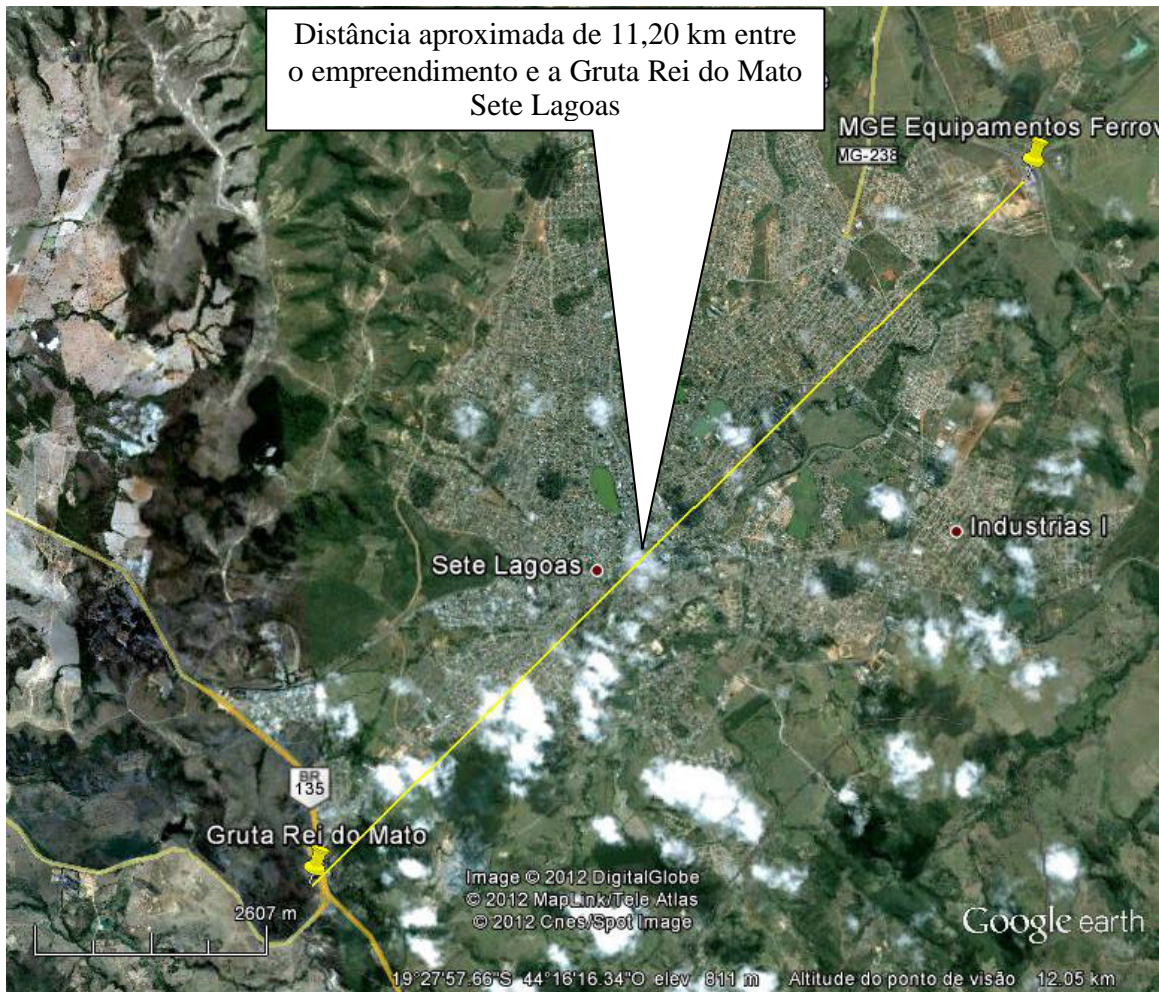 Distância aproximada de 11,20 km entre
o empreendimento e a Gruta Rei do Mato
Sete Lagoas
MGE Equipamentos Ferrov
MG-238
Industrias I
Sete Lagoas
BR
135
Gruta Rei do Mato
Image © 2012 DigitalGlobe
© 2012 MapLink/Tele Atlas
© 2012 Cnes/Spot Image
2607 m
Google earth
19°27'57.66"S 44°16'16.34"O elev 811 m Altitude do ponto de visão 12.05 km